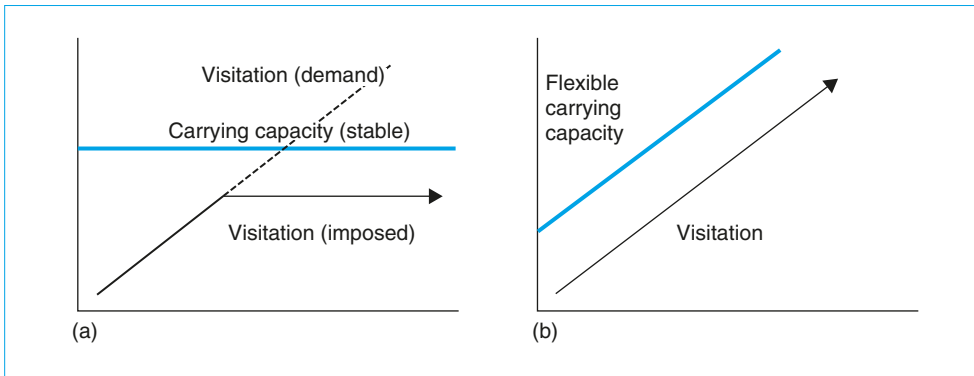 Visitation (demand)
Carrying capacity (stable)
Visitation (imposed)
(a)
Flexible
carrying
capacity
Visitation
(b)